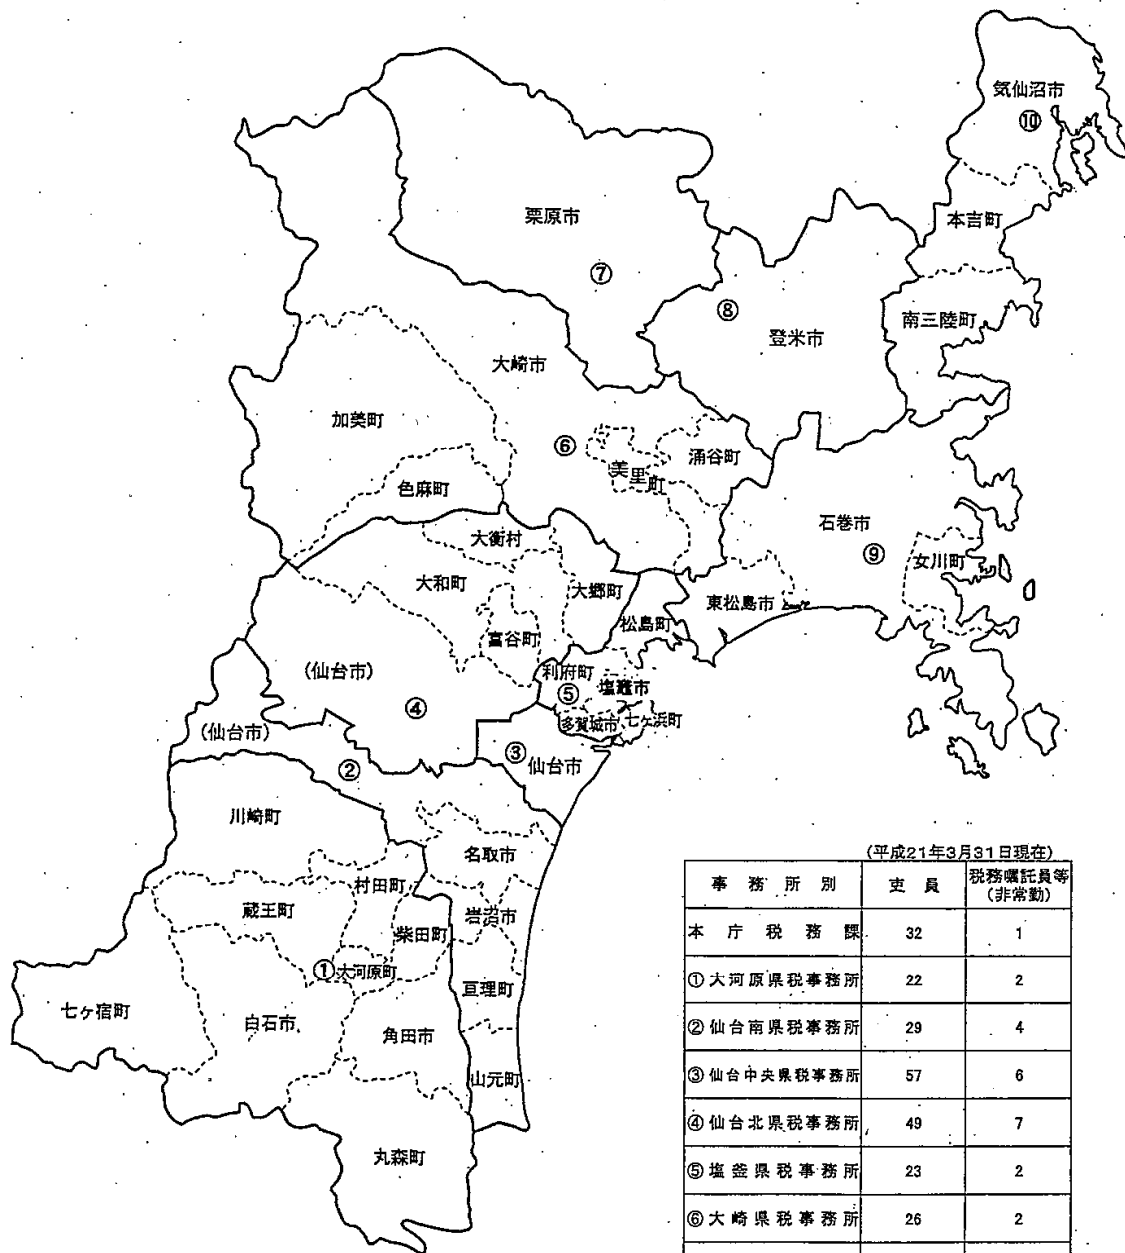 気仙沼市
⑩
栗原市
本吉町
⑦
⑧
南三陸町
登米市
大崎市
加美町
⑥
涌谷町
美里町
色麻町
石巻市
大衡村
⑨
女川町
大和町
大郷町
東松島市
松島町
富谷町
(仙台市)
利府町
⑤
塩竈市
④
多賀城市
七ヶ浜町
(仙台市)
③
仙台市
②
川崎町
名取市
村田町
蔵王町
岩沼市
柴田町
①
大河原町
亘理町
七ヶ宿町
白石市
角田市
山元町
丸森町
(平成21年3月31日現在)
事務所別 吏員 税務嘱託員等
(非常勤)
本庁税務課 32 1
①大河原県税事務所 22 2
②仙台南県税事務所 29 4
③仙台中央県税事務所 57 6
④仙台北県税事務所 49 7
⑤塩釜県税事務所 23 2
⑥大崎県税事務所 26 2